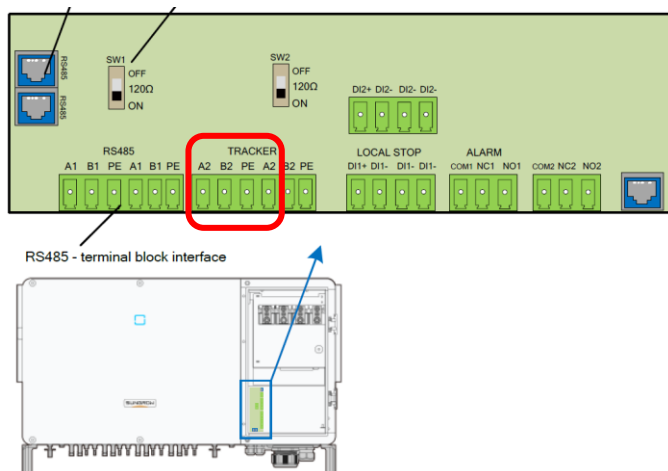 RS485
RS485
SW1
OFF
120Ω
ON
SW2
OFF
120Ω
ON
DI2+ DI2- DI2- DI2-
RS485
A1 B1 PE A1 B1 PE
TRACKER
A2 B2 PE A2 B2 PE
LOCAL STOP
DI1+ DI1- DI1- DI1-
ALARM
COM1 NC1 NO1
COM2 NC2 NO2
RS485 - terminal block interface
SUNGROW